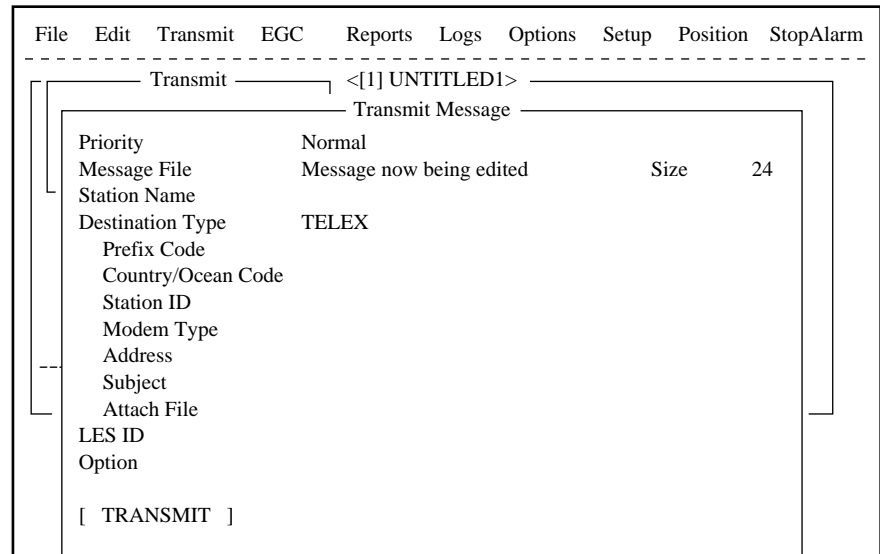 File Edit Transmit EGC Reports Logs Options Setup Position StopAlarm
Transmit <[1] UNTITLED1>
Transmit Message
Priority Normal
Message File Message now being edited Size 24
Station Name
Destination Type TELEX
Prefix Code
Country/Ocean Code
Station ID
Modem Type
Address
Subject
Attach File
LES ID
Option
[ TRANSMIT ]